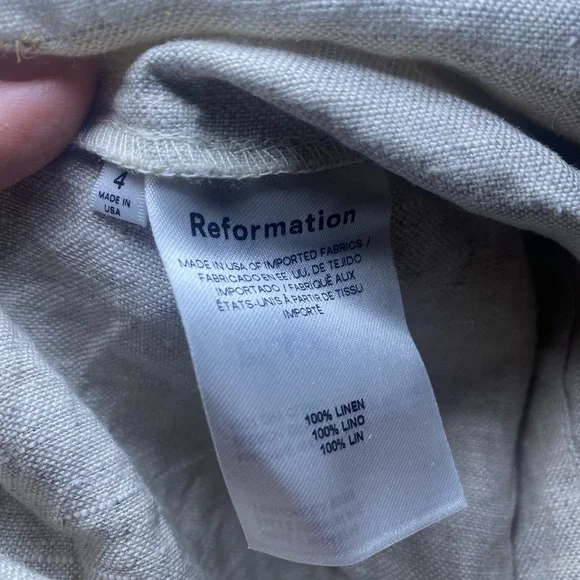 4
MADE IN
USA
Reformation
MADE IN USA OF IMPORTED FABRICS /
FABRICADO EN EE. UU. DE TEJIDO
IMPORTADO / FABRIQUÉ AUX
ÉTATS-UNIS À PARTIR DE TISSU
IMPORTÉ
100% LINEN
100% LINO
100% LIN